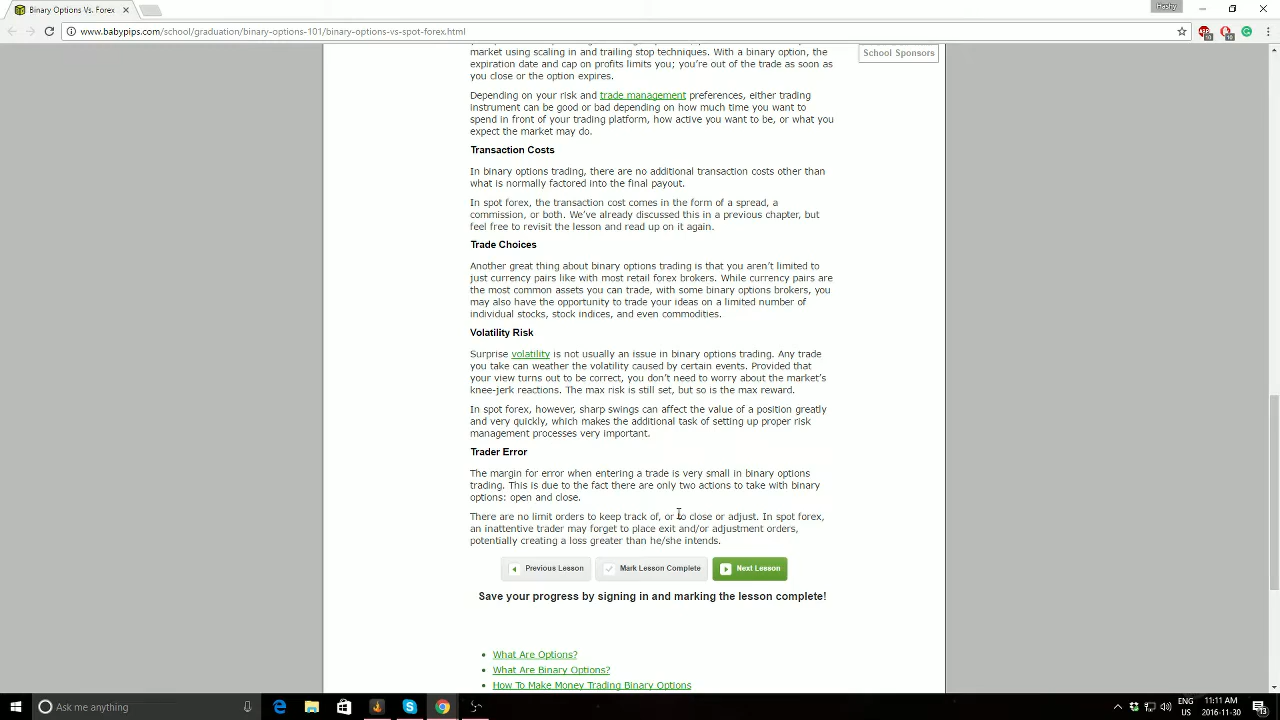 Binary Options Vs. Forex
Hashy
www.babypips.com/school/graduation/binary-options-101/binary-options-vs-spot-forex.html
School Sponsors
market using scaling in and trailing stop techniques. With a binary option, the
expiration date and cap on profits limits you; you're out of the trade as soon as
you close or the option expires.
Depending on your risk and trade management preferences, either trading
instrument can be good or bad depending on how much time you want to
spend in front of your trading platform, how active you want to be, or what you
expect the market may do.
Transaction Costs
In binary options trading, there are no additional transaction costs other than
what is normally factored into the final payout.
In spot forex, the transaction cost comes in the form of a spread, a
commission, or both. We've already discussed this in a previous chapter, but
feel free to revisit the lesson and read up on it again.
Trade Choices
Another great thing about binary options trading is that you aren't limited to
just currency pairs like with most retail forex brokers. While currency pairs are
the most common assets you can trade, with some binary options brokers, you
may also have the opportunity to trade your ideas on a limited number of
individual stocks, stock indices, and even commodities.
Volatility Risk
Surprise volatility is not usually an issue in binary options trading. Any trade
you take can weather the volatility caused by certain events. Provided that
your view turns out to be correct, you don't need to worry about the market's
knee-jerk reactions. The max risk is still set, but so is the max reward.
In spot forex, however, sharp swings can affect the value of a position greatly
and very quickly, which makes the additional task of setting up proper risk
management processes very important.
Trader Error
The margin for error when entering a trade is very small in binary options
trading. This is due to the fact there are only two actions to take with binary
options: open and close.
There are no limit orders to keep track of, or to close or adjust. In spot forex,
an inattentive trader may forget to place exit and/or adjustment orders,
potentially creating a loss greater than he/she intends.
Previous Lesson
Mark Lesson Complete
Next Lesson
Save your progress by signing in and marking the lesson complete!
What Are Options?
What Are Binary Options?
How To Make Money Trading Binary Options
Ask me anything
ENG
US
11:11 AM
2016-11-30